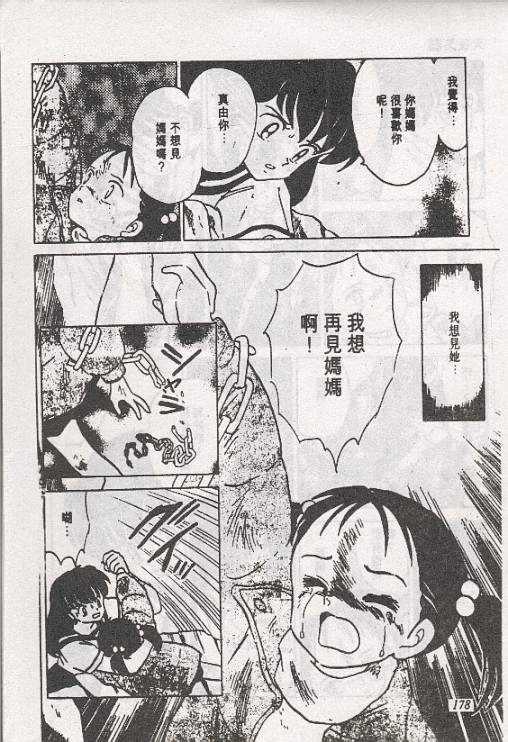 我覺得…
你媽媽
很喜歡你
呢！
真由你…
不想見
媽媽嗎？
我想見她…
我想
再見媽媽
啊！
178